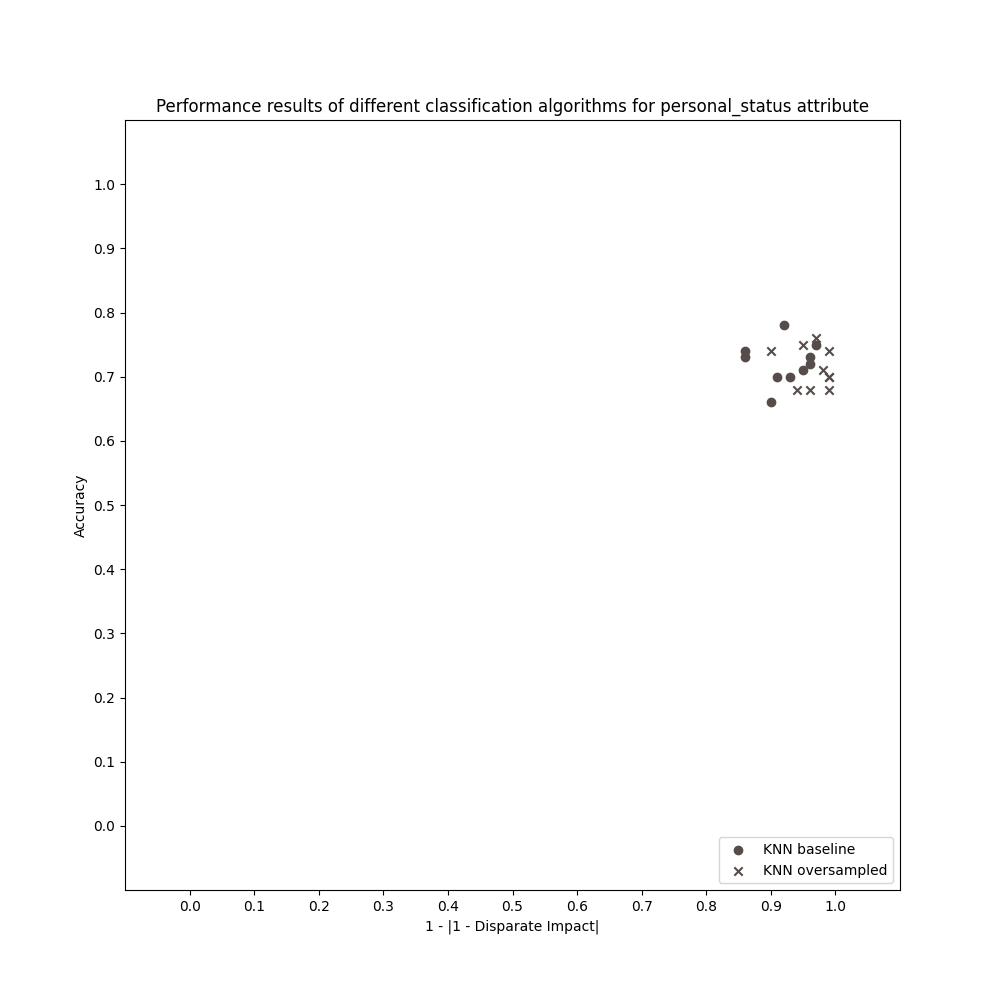 Performance results of different classification algorithms for personal_status attribute
1.0
0.9
0.8
0.7
0.6
0.5
0.4
0.3
0.2
0.1
0.0
Accuracy
KNN baseline
KNN oversampled
0.0 0.1 0.2 0.3 0.4 0.5 0.6 0.7 0.8 0.9 1.0
1 - |1 - Disparate Impact|